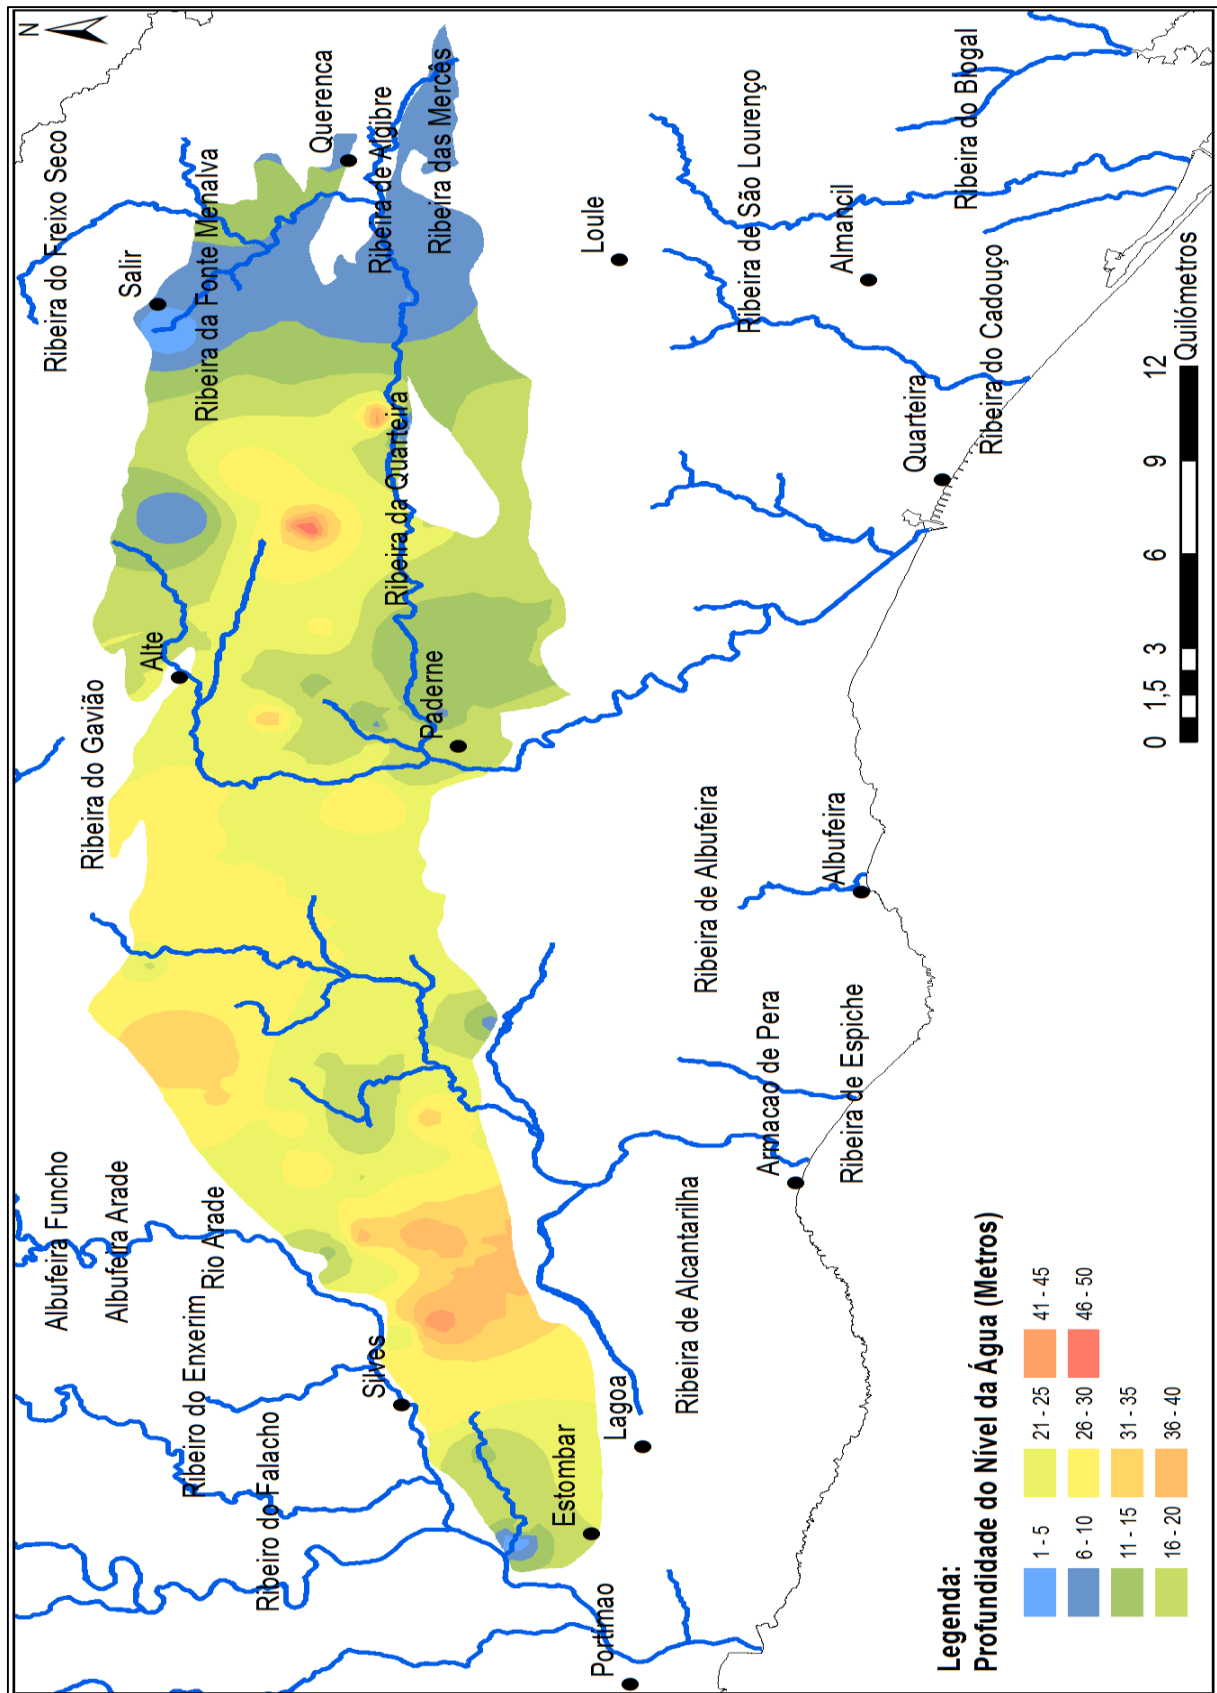 N
Ribeira do Freixo Seco
Salir
Ribeira da Fonte Menalva
Querenca
Ribeira de Algibre
Ribeira das Mercês
Loule
Ribeira de São Lourenço
Almancil
Ribeira do Biogal
Ribeira do Cadouço
Quarteira
Ribeira da Quarteira
Alte
Ribeira do Gavião
Paderne
Ribeira de Albufeira
Albufeira
Armacao de Pera
Ribeira de Espiche
Ribeira de Alcantarilha
Albufeira Funcho
Albufeira Arade
Rio Arade
Ribeiro do Enxerim
Silves
Ribeiro do Falacho
Lagoa
Estombar
Portimao
0 1,5 3 6 9 12
Quilómetros
Legenda:
Profundidade do Nível da Água (Metros)
1 - 5
6 - 10
11 - 15
16 - 20
21 - 25
26 - 30
31 - 35
36 - 40
41 - 45
46 - 50